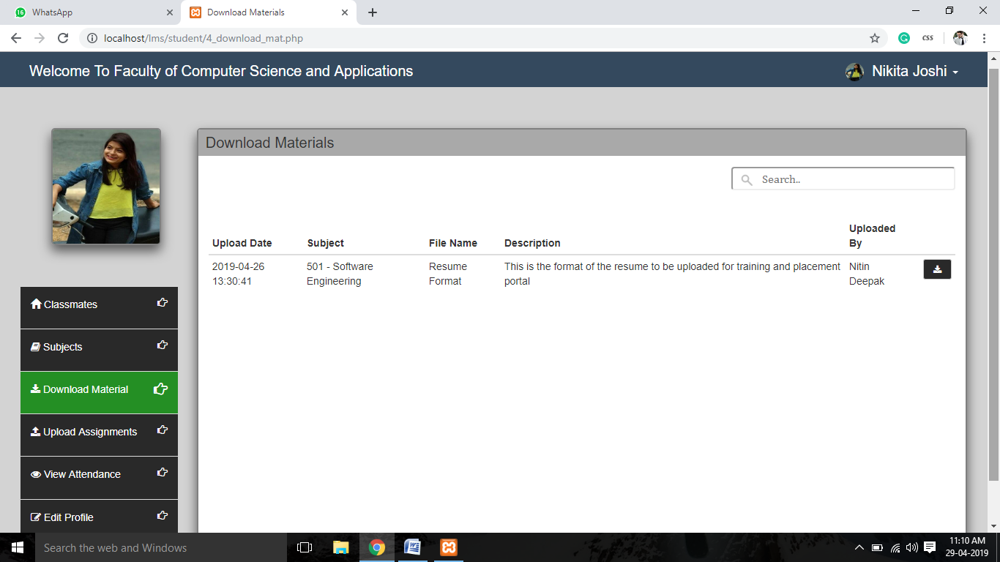 16 WhatsApp
Download Materials
localhost/lms/student/4_download_mat.php
css
Welcome To Faculty of Computer Science and Applications
Nikita Joshi
Download Materials
Search..
Upload Date Subject File Name Description Uploaded By
2019-04-26 501 - Software Resume This is the format of the resume to be uploaded for training and placement Nitin
13:30:41 Engineering Format portal Deepak
Classmates
Subjects
Download Material
Upload Assignments
View Attendance
Edit Profile
Search the web and Windows
11:10 AM
29-04-2019